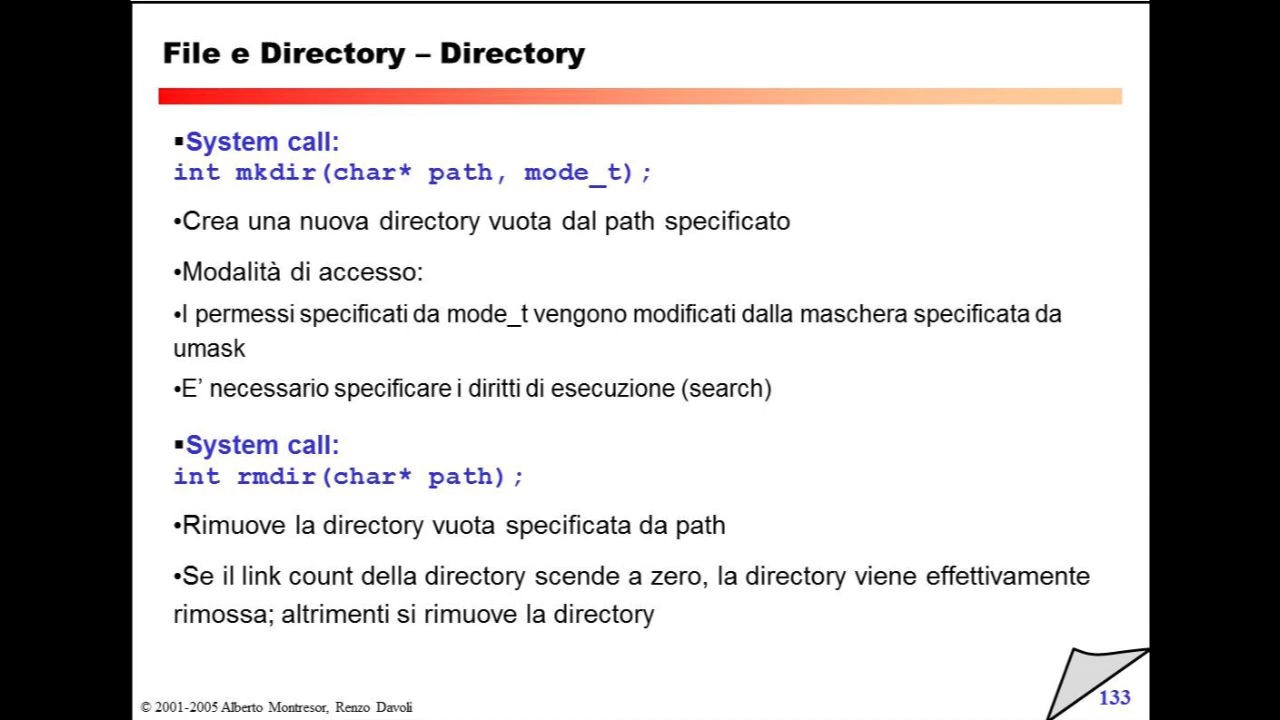 File e Directory – Directory
▪System call:
int mkdir(char* path, mode_t);
•Crea una nuova directory vuota dal path specificato
•Modalità di accesso:
•I permessi specificati da mode_t vengono modificati dalla maschera specificata da
umask
•E’ necessario specificare i diritti di esecuzione (search)
▪System call:
int rmdir(char* path);
•Rimuove la directory vuota specificata da path
•Se il link count della directory scende a zero, la directory viene effettivamente
rimossa; altrimenti si rimuove la directory
© 2001-2005 Alberto Montresor, Renzo Davoli
133